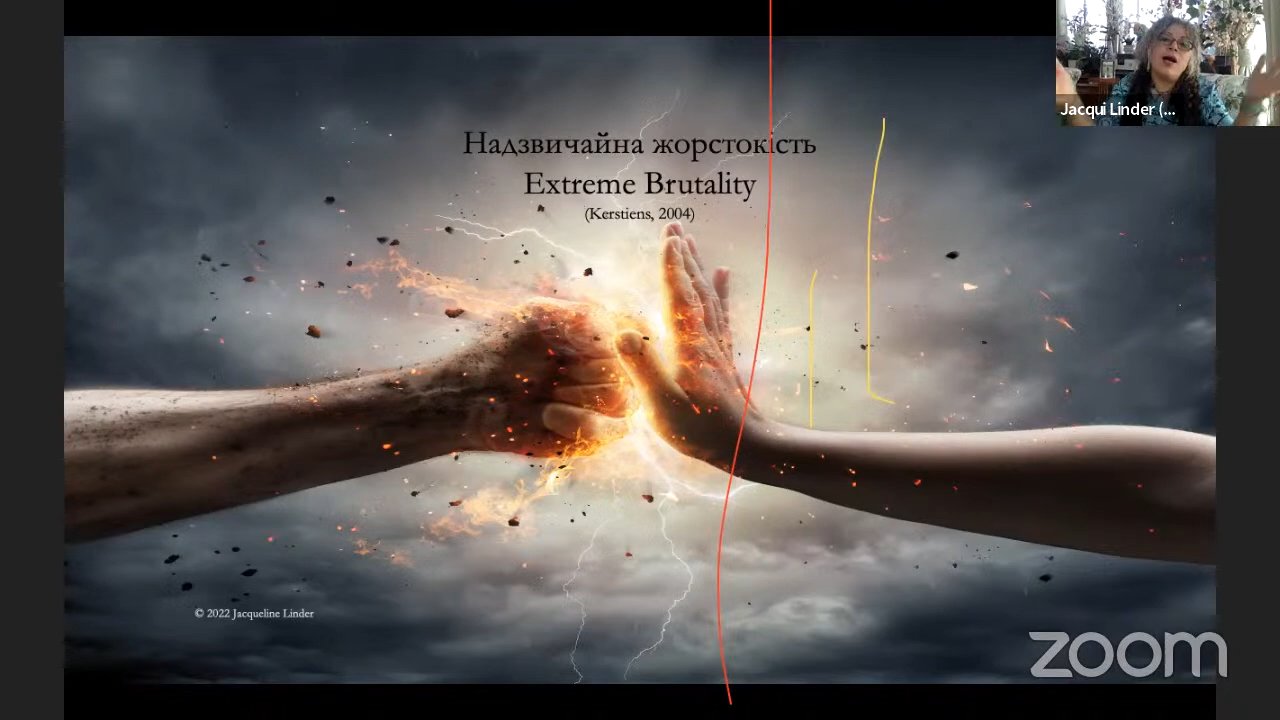 Jacqui Linder (...
Надзвичайна жорстокість
Extreme Brutality
(Kerstiens, 2004)
© 2022 Jacqueline Linder
zoom